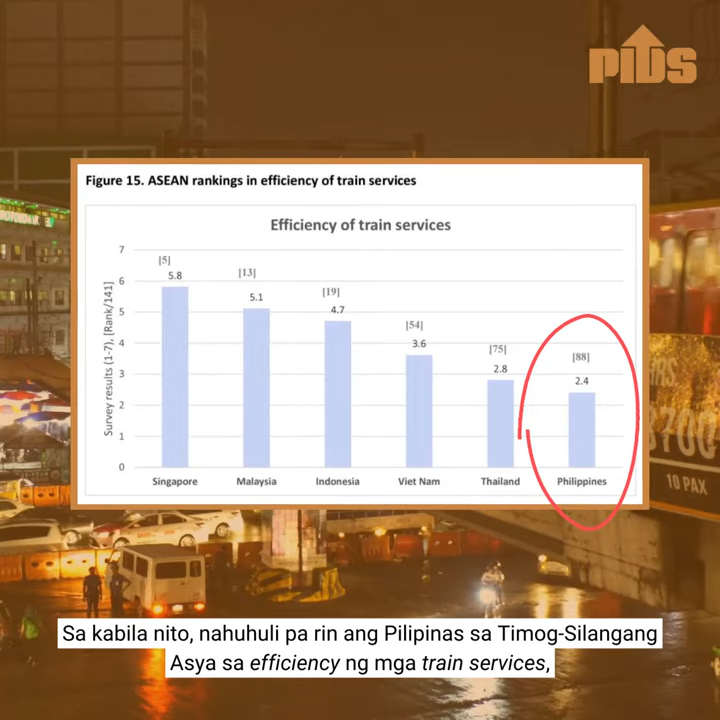 PIDS
Figure 15. ASEAN rankings in efficiency of train services
Efficiency of train services
Survey results (1-7), [Rank/141]
7
6
5
4
3
2
1
0
[5]
5.8
[13]
5.1
[19]
4.7
[54]
3.6
[75]
2.8
[88]
2.4
Singapore Malaysia Indonesia Viet Nam Thailand Philippines
10 PAX
Sa kabila nito, nahuhuli pa rin ang Pilipinas sa Timog-Silangang
Asya sa efficiency ng mga train services,